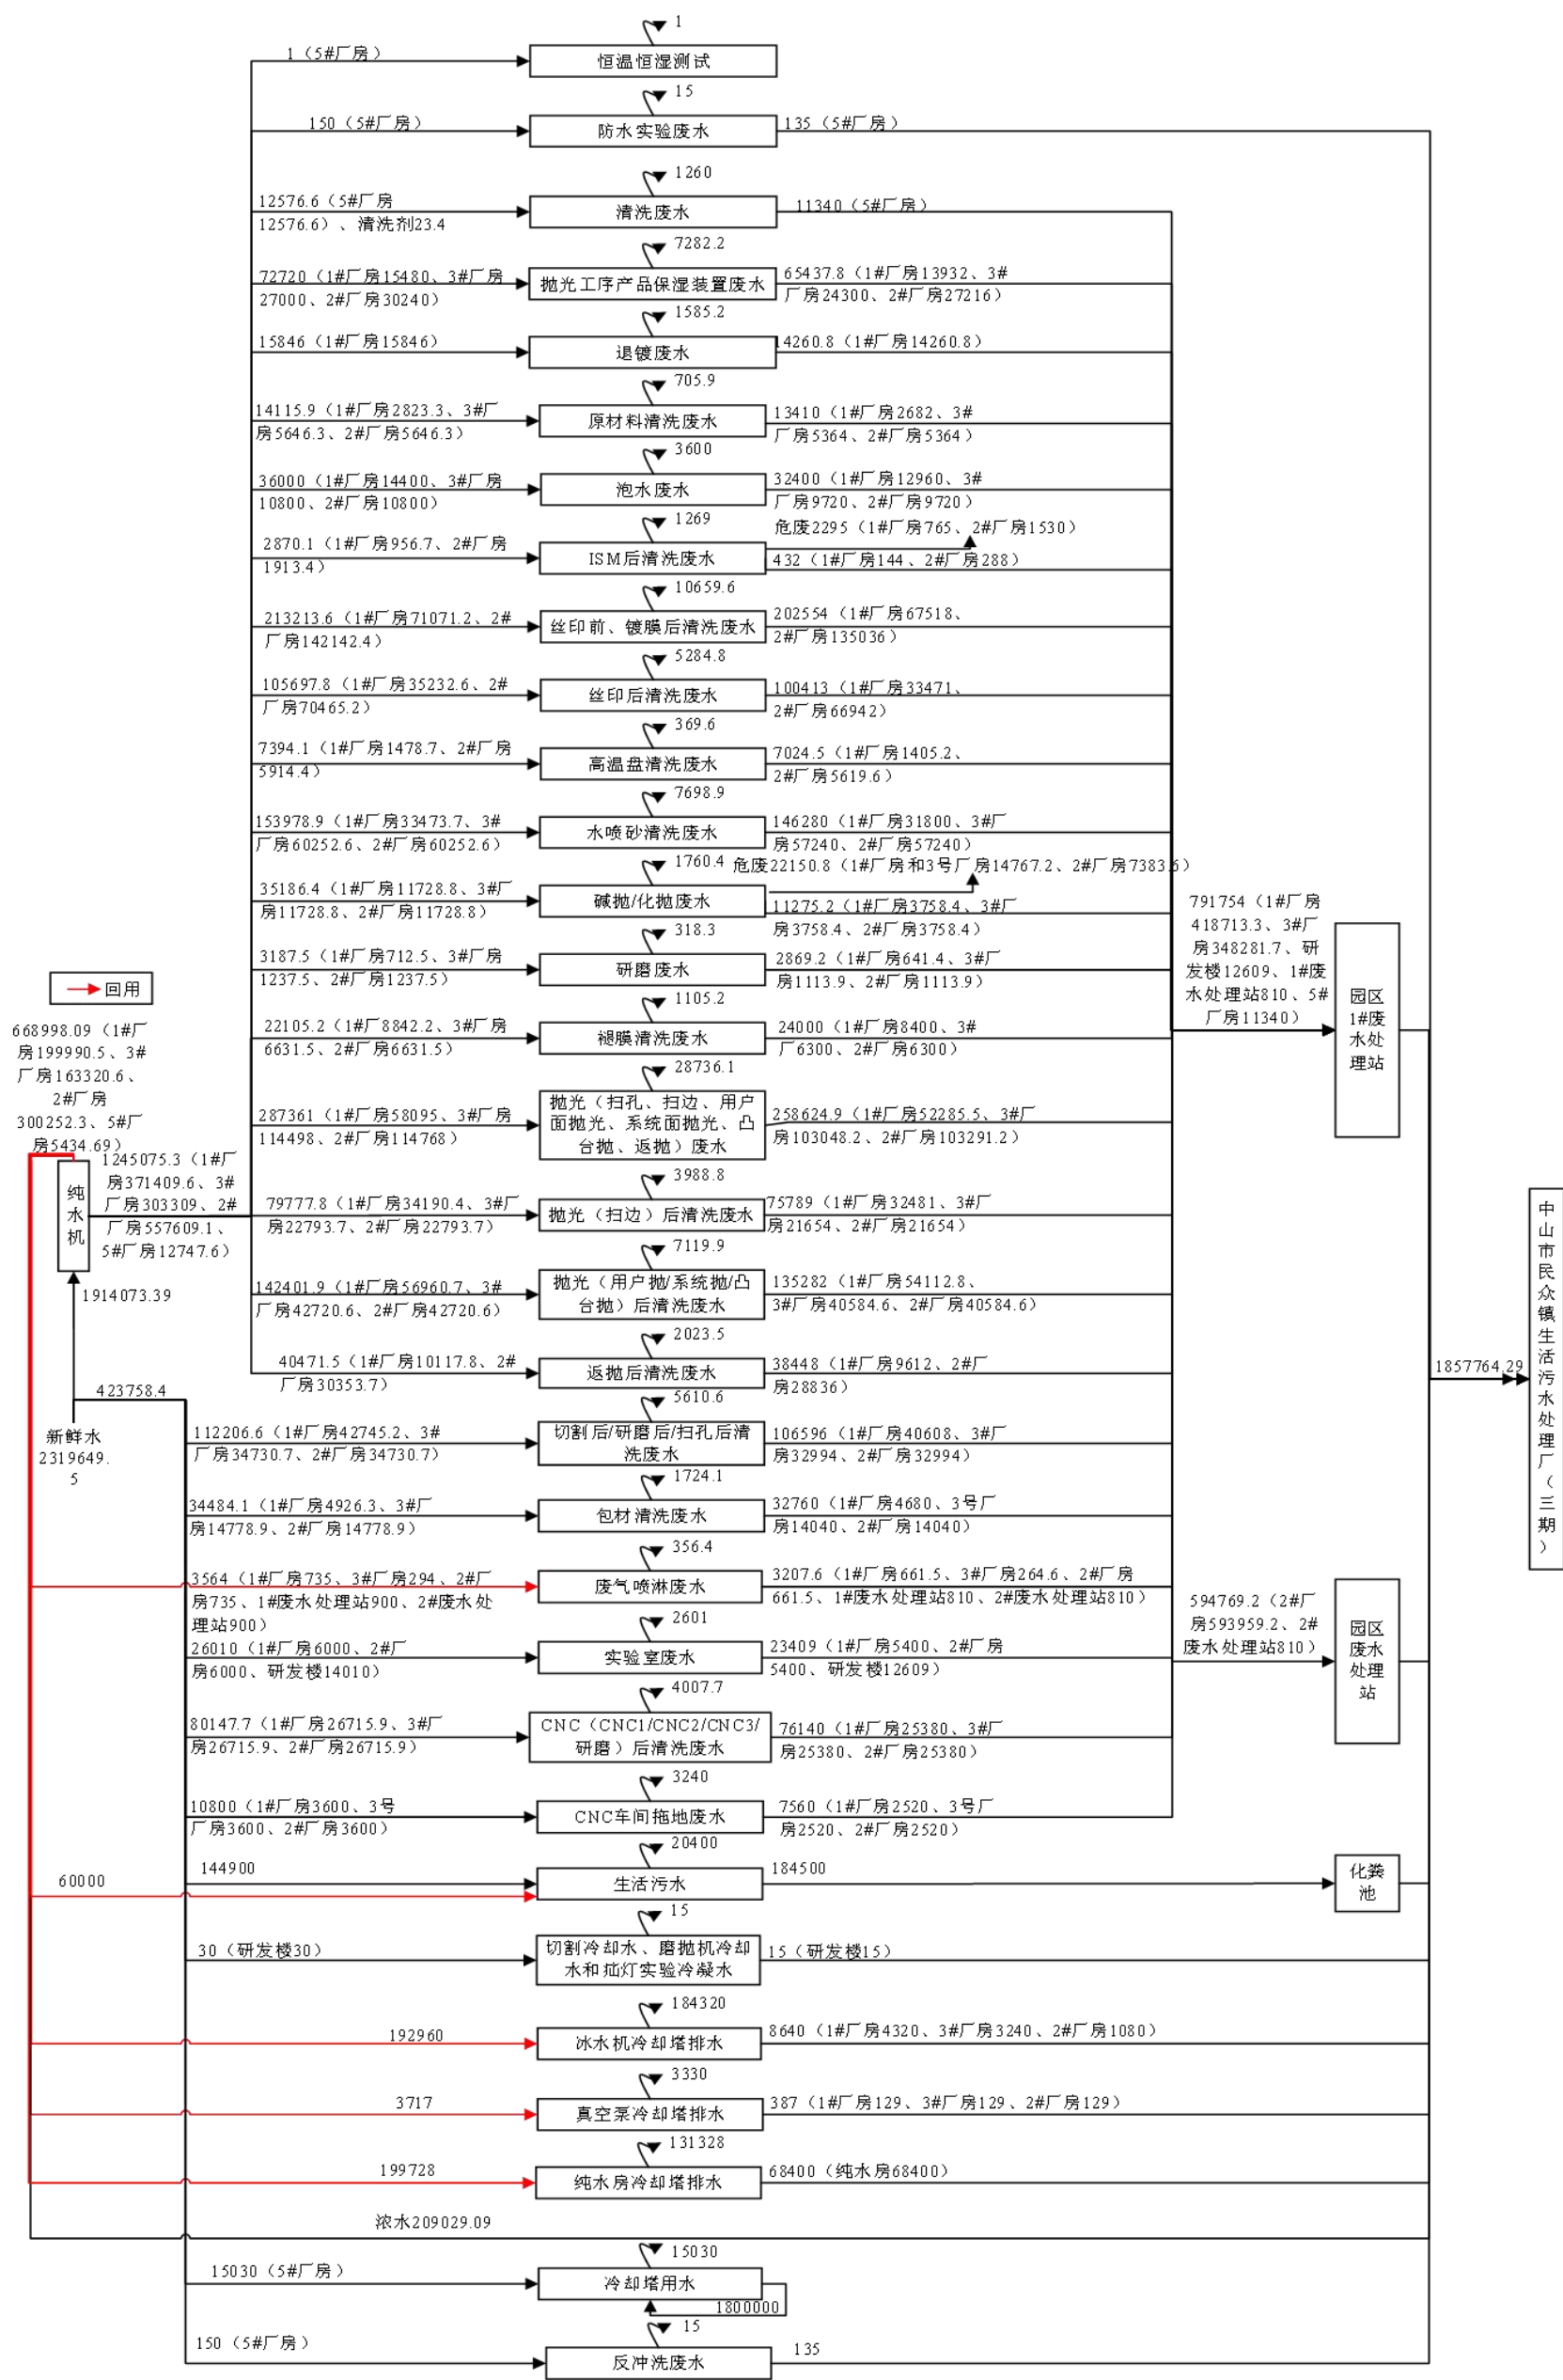 1
1（5#厂房）
恒温恒湿测试
15
150（5#厂房）
防水实验废水
135（5#厂房）
1260
12576.6（5#厂房
12576.6）、清洗剂23.4
清洗废水
11340（5#厂房）
7282.2
72720（1#厂房15480、3#厂房
27000、2#厂房30240）
抛光工序产品保湿装置废水
65437.8（1#厂房13932、3#
厂房24300、2#厂房27216）
1585.2
15846（1#厂房15846）
退镀废水
14260.8（1#厂房14260.8）
705.9
14115.9（1#厂房2823.3、3#厂
房5646.3、2#厂房5646.3）
原材料清洗废水
13410（1#厂房2682、3#
厂房5364、2#厂房5364）
3600
36000（1#厂房14400、3#厂房
10800、2#厂房10800）
泡水废水
32400（1#厂房12960、3#
厂房9720、2#厂房9720）
1269
2870.1（1#厂房956.7、2#厂房
1913.4）
ISM后清洗废水
危废2295（1#厂房765、2#厂房1530）
432（1#厂房144、2#厂房288）
10659.6
213213.6（1#厂房71071.2、2#
厂房142142.4）
丝印前、镀膜后清洗废水
202554（1#厂房67518、
2#厂房135036）
5284.8
105697.8（1#厂房35232.6、2#
厂房70465.2）
丝印后清洗废水
100413（1#厂房33471、
2#厂房66942）
369.6
7394.1（1#厂房1478.7、2#厂房
5914.4）
高温盘清洗废水
7024.5（1#厂房1405.2、
2#厂房5619.6）
7698.9
153978.9（1#厂房33473.7、3#
厂房60252.6、2#厂房60252.6）
水喷砂清洗废水
146280（1#厂房31800、3#厂
房57240、2#厂房57240）
1760.4
危废22150.8（1#厂房和3号厂房14767.2、2#厂房7383.6）
35186.4（1#厂房11728.8、3#厂
房11728.8、2#厂房11728.8）
碱抛/化抛废水
11275.2（1#厂房3758.4、3#厂
房3758.4、2#厂房3758.4）
318.3
3187.5（1#厂房712.5、3#厂房
1237.5、2#厂房1237.5）
研磨废水
2869.2（1#厂房641.4、3#厂
房1113.9、2#厂房1113.9）
791754（1#厂房
418713.3、3#厂
房348281.7、研
发楼12609、1#废
水处理站810、5#
厂房11340）
园区
1#废
水处
理站
回用
1105.2
22105.2（1#厂8842.2、3#厂房
6631.5、2#厂房6631.5）
褪膜清洗废水
24000（1#厂房8400、3#
厂6300、2#厂房6300）
668998.09（1#厂
房199990.5、3#
厂房163320.6、
2#厂房
300252.3、5#厂
房5434.69）
28736.1
287361（1#厂房58095、3#厂房
114498、2#厂房114768）
抛光（扫孔、扫边、用户
面抛光、系统面抛光、凸
台抛、返抛）废水
258624.9（1#厂房52285.5、3#厂
房103048.2、2#厂房103291.2）
纯
水
机
1245075.3（1#厂
房371409.6、3#
厂房303309、2#
厂房557609.1、
5#厂房12747.6）
3988.8
79777.8（1#厂房34190.4、3#厂
房22793.7、2#厂房22793.7）
抛光（扫边）后清洗废水
75789（1#厂房32481、3#厂
房21654、2#厂房21654）
7119.9
142401.9（1#厂房56960.7、3#
厂房42720.6、2#厂房42720.6）
抛光（用户抛/系统抛/凸
台抛）后清洗废水
135282（1#厂房54112.8、
3#厂房40584.6、2#厂房40584.6）
1914073.39
2023.5
40471.5（1#厂房10117.8、2#
厂房30353.7）
返抛后清洗废水
38448（1#厂房9612、2#厂
房28836）
1857764.29
中
山
市
民
众
镇
生
活
污
水
处
理
厂
（
三
期
）
423758.4
新鲜水
2319649.
5
5610.6
112206.6（1#厂房42745.2、3#
厂房34730.7、2#厂房34730.7）
切割后/研磨后/扫孔后清
洗废水
106596（1#厂房40608、3#厂
房32994、2#厂房32994）
1724.1
34484.1（1#厂房4926.3、3#厂
房14778.9、2#厂房14778.9）
包材清洗废水
32760（1#厂房4680、3号厂
房14040、2#厂房14040）
356.4
3564（1#厂房735、3#厂房294、2#厂
房735、1#废水处理站900、2#废水处
理站900）
废气喷淋废水
3207.6（1#厂房661.5、3#厂房264.6、2#厂房
661.5、1#废水处理站810、2#废水处理站810）
594769.2（2#厂
房593959.2、2#
废水处理站810）
园区
废水
处理
站
2601
26010（1#厂房6000、2#厂
房6000、研发楼14010）
实验室废水
23409（1#厂房5400、2#厂房
5400、研发楼12609）
4007.7
80147.7（1#厂房26715.9、3#厂
房26715.9、2#厂房26715.9）
CNC（CNC1/CNC2/CNC3/
研磨）后清洗废水
76140（1#厂房25380、3#厂
房25380、2#厂房25380）
3240
10800（1#厂房3600、3号
厂房3600、2#厂房3600）
CNC车间拖地废水
7560（1#厂房2520、3号厂
房2520、2#厂房2520）
20400
144900
60000
生活污水
184500
化粪
池
15
30（研发楼30）
切割冷却水、磨抛机冷却
水和疝灯实验冷凝水
15（研发楼15）
184320
192960
冰水机冷却塔排水
8640（1#厂房4320、3#厂房3240、2#厂房1080）
3330
3717
真空泵冷却塔排水
387（1#厂房129、3#厂房129、2#厂房129）
131328
199728
纯水房冷却塔排水
68400（纯水房68400）
浓水209029.09
15030
15030（5#厂房）
冷却塔用水
1800000
15
150（5#厂房）
反冲洗废水
135